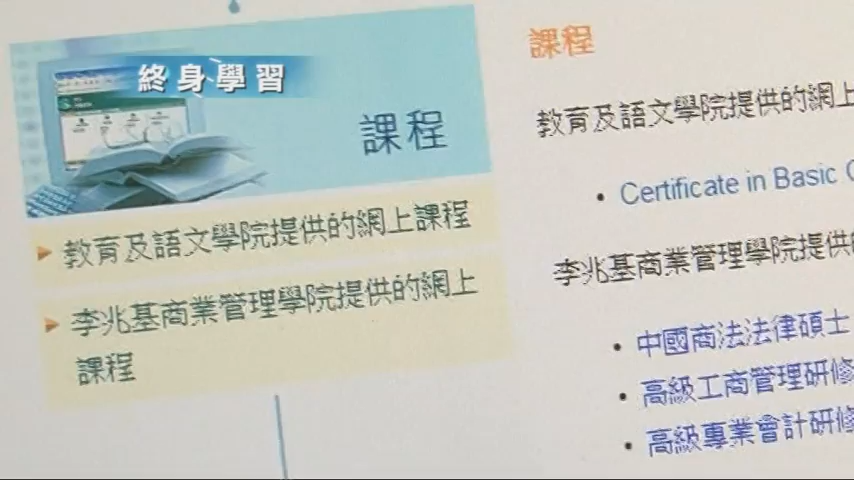 終身學習
課程
教育及語文學院提供的網上課程
李兆基商業管理學院提供的網上
課程
課程
教育及語文學院提供的網上
Certificate in Basic
李兆基商業管理學院提供
中國商法法律碩士
高級工商管理研修
高級專業會計研修